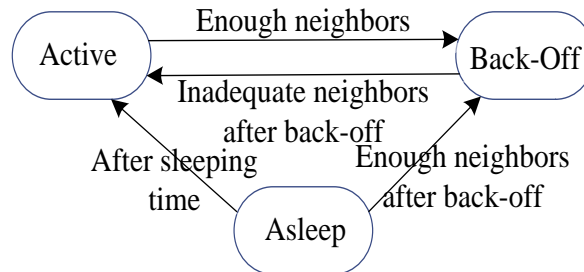 Enough neighbors
Active
Back-Off
Inadequate neighbors
after back-off
After sleeping
time
Enough neighbors
after back-off
Asleep